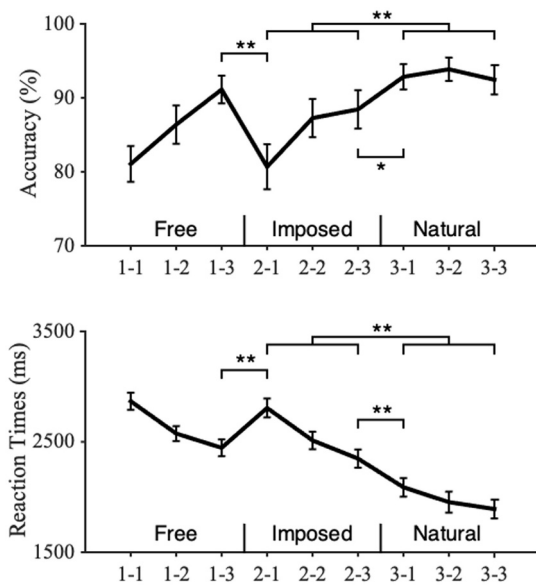 100
**
**
90
80
*
70
Accuracy (%)
Free Imposed Natural
1-1 1-2 1-3 2-1 2-2 2-3 3-1 3-2 3-3
3500
**
**
**
2500
1500
Reaction Times (ms)
Free Imposed Natural
1-1 1-2 1-3 2-1 2-2 2-3 3-1 3-2 3-3